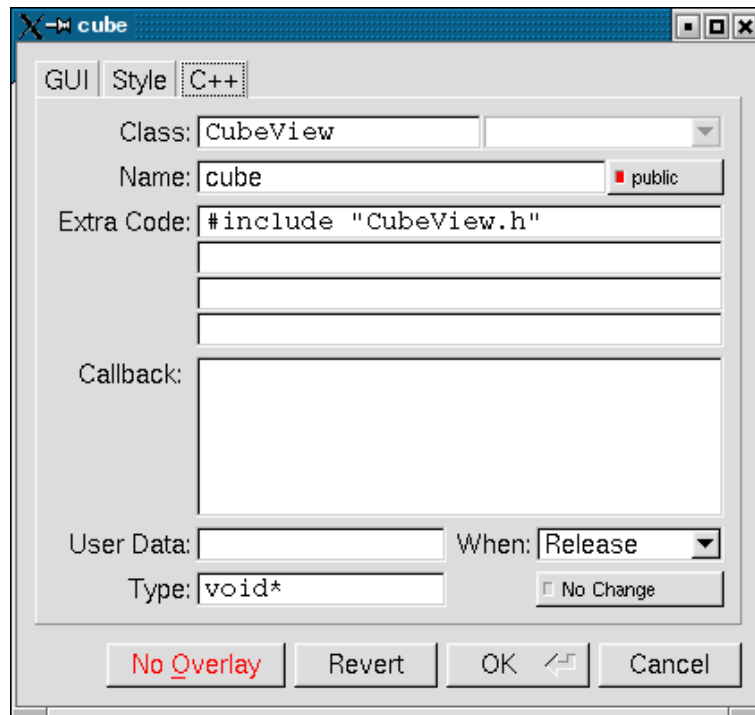 cube
GUI Style C++
Class: CubeView
Name: cube public
Extra Code: #include "CubeView.h"
Callback:
User Data: When: Release
Type: void* No Change
No Overlay Revert OK Cancel